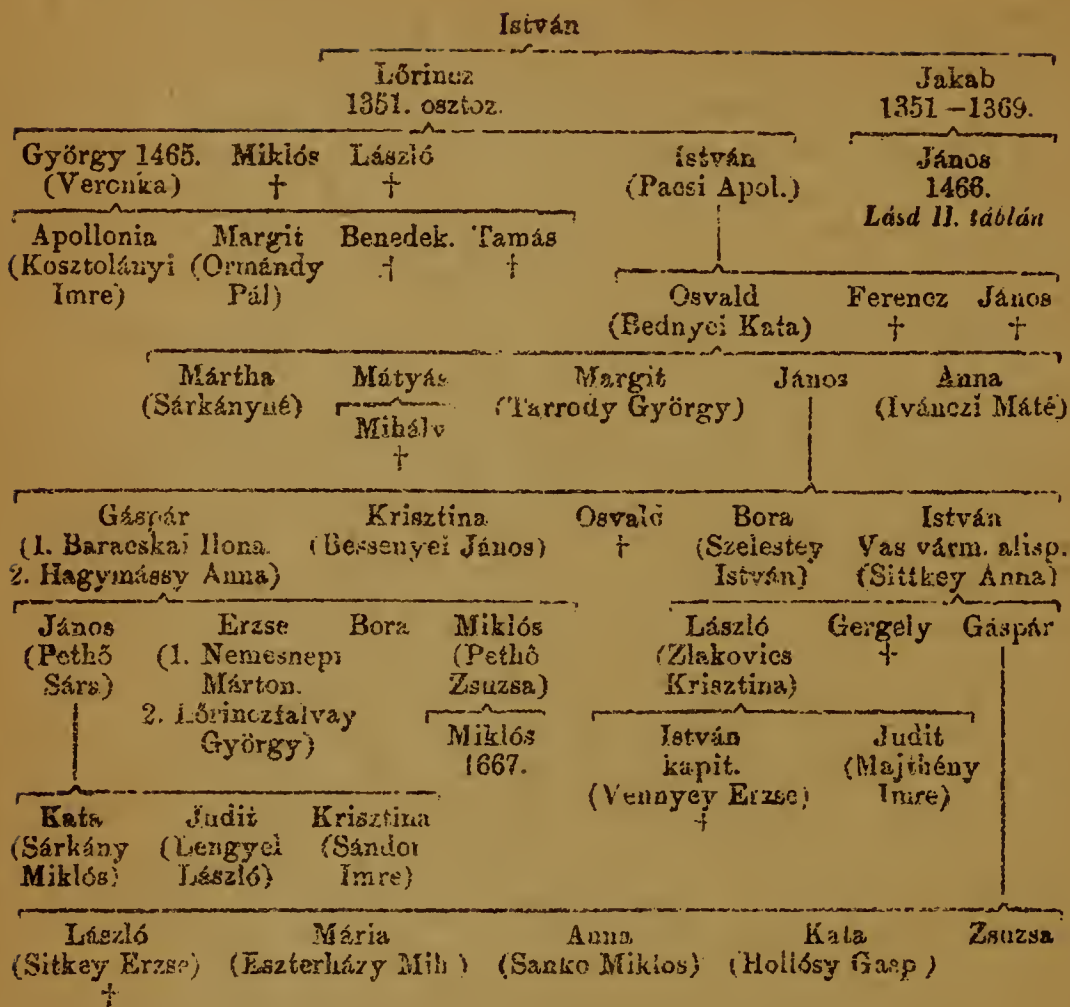 István
Lőrincz Jakab
1351. osztoz. 1351–1369.
György 1465. Miklós László István János
(Veronka) † † (Pacsi Apol.) 1466.
Lásd II. táblán
Apollonia Margit Benedek. Tamás
(Kosztolányi (Ormándy † †
Imre) Pál)
Osvald Ferencz János
(Bednyei Kata) † †
Mártha Mátyás Margit János Anna
(Sárkányné) (Tarrody György) (Ivánczi Máté)
Mihály
†
Gáspár Krisztina Osvald Bora István
(1. Baracskai Ilona. (Bessenyei János) † (Szelestey Vas várm. alisp.
2. Hagymássy Anna) István) (Sittkey Anna)
János Erzse Bora Miklós László Gergely Gáspár
(Pethő (1. Nemesnepi (Pethő (Zlakovics †
Sára) Márton. Zsuzsa) Krisztina)
2. Lőrinczfalvay
György) Miklós István Judit
1667. kapit. (Majthény
(Vennyey Erzse) Imre)
†
Kata Judit Krisztina
(Sárkány (Lengyel (Sándor
Miklós) László) Imre)
László Mária Anna Kata Zsuzsa
(Sitkey Erzse) (Eszterházy Mih ) (Sanko Miklos) (Hollósy Gasp )
†